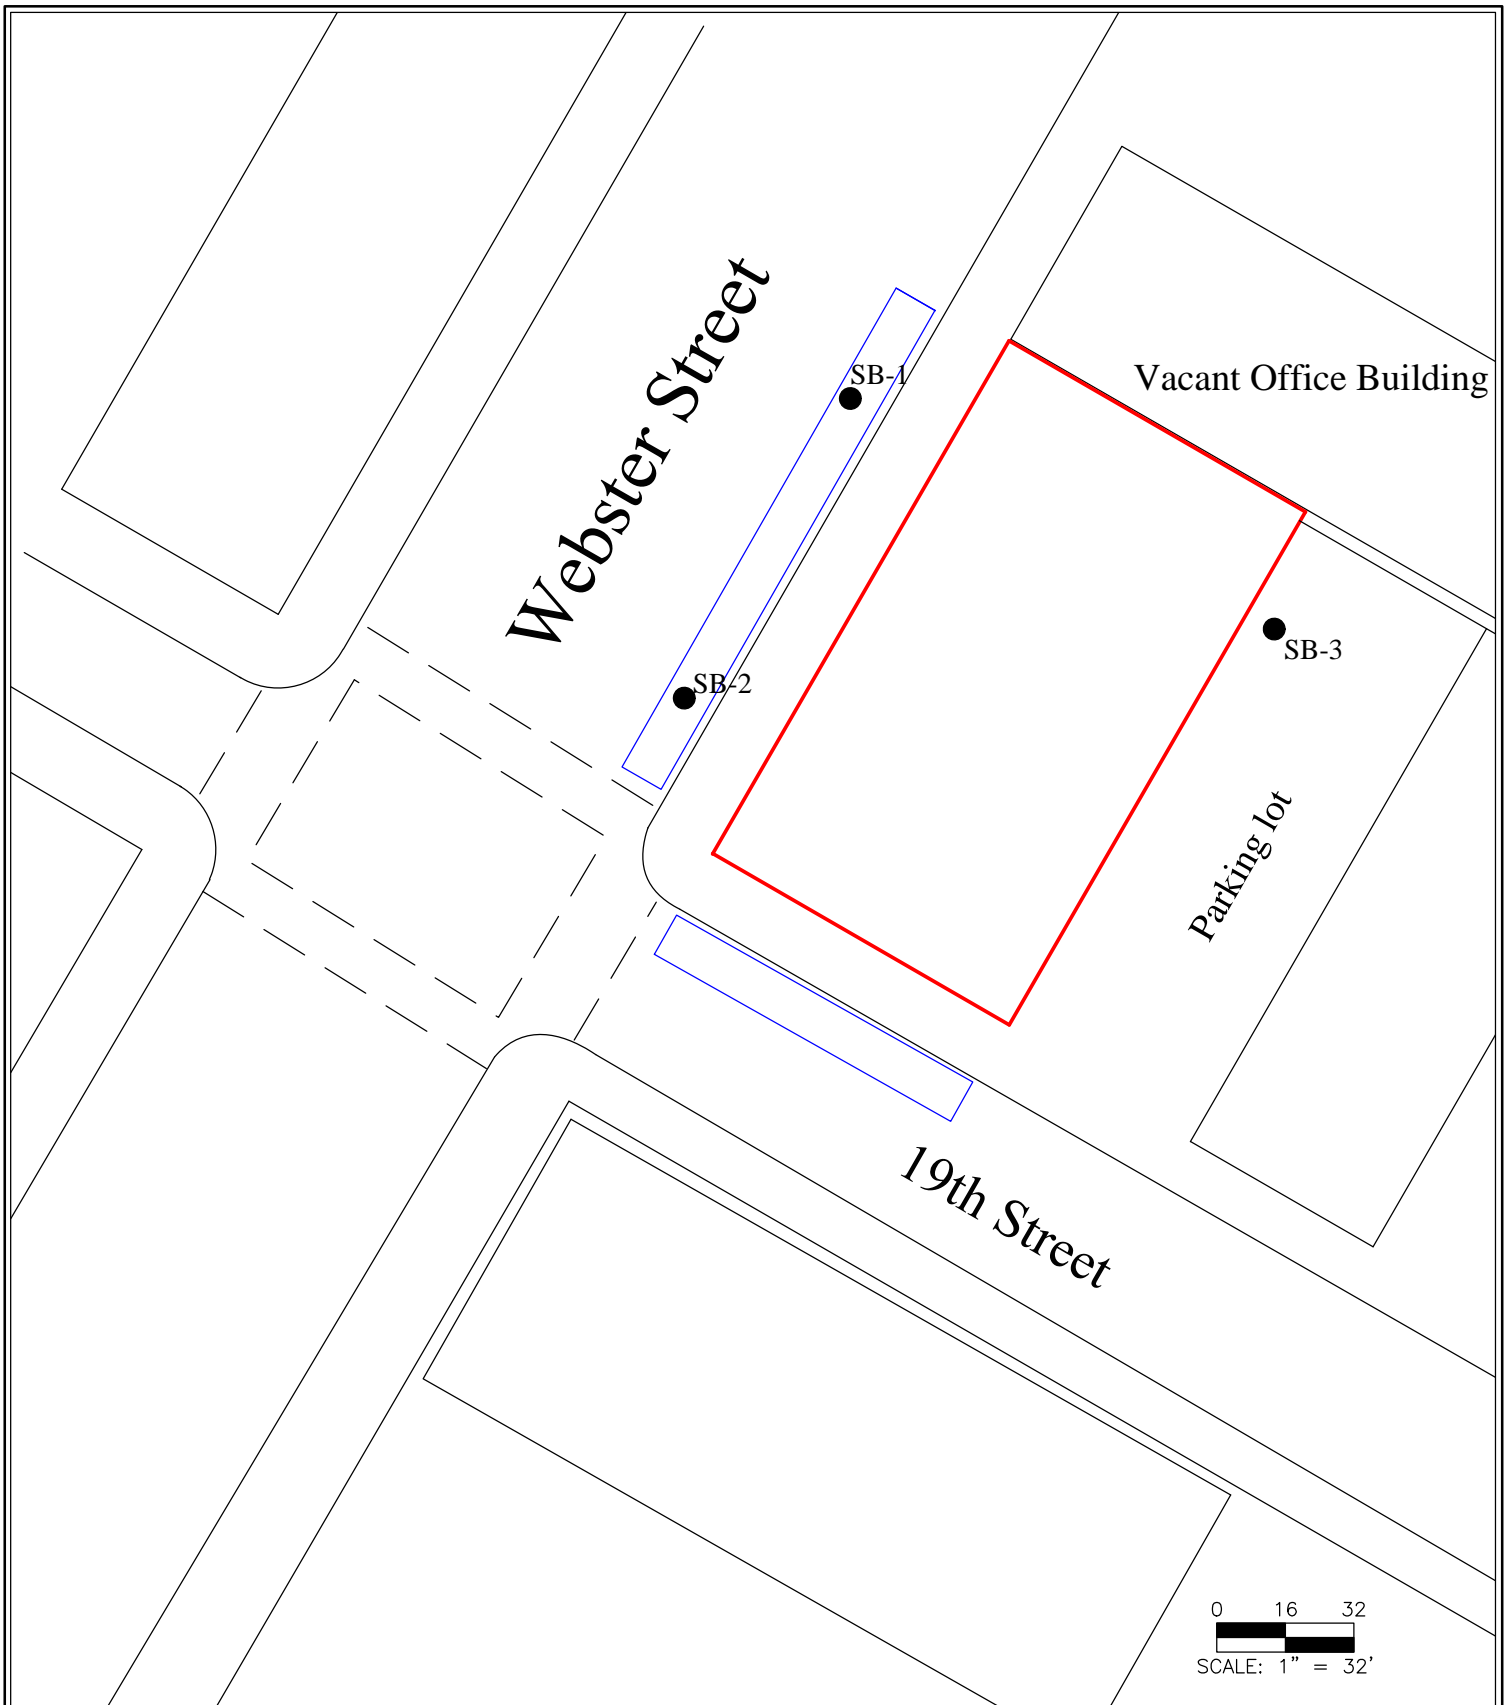 Webster Street
SB-1
Vacant Office Building
SB-3
SB-2
Parking lot
19th Street
0 16 32
SCALE: 1" = 32'